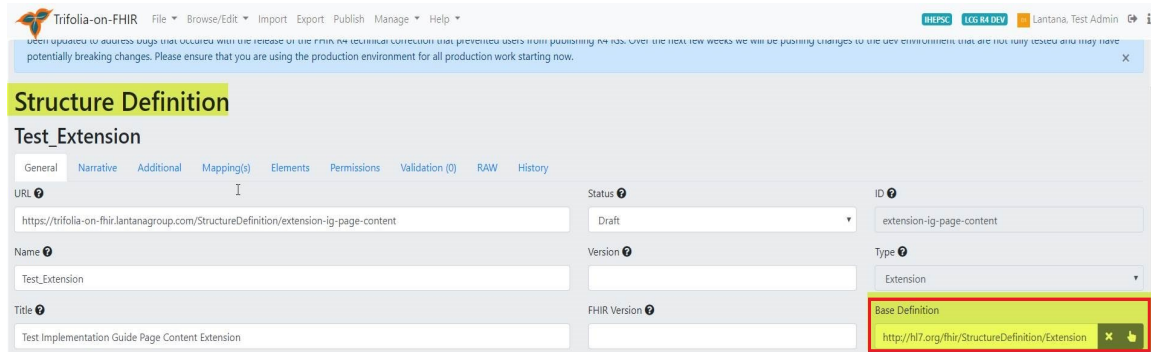 Trifolia-on-FHIR File Browse/Edit Import Export Publish Manage Help IHEPSC LCG R4 DEV Lantana, Test Admin
been updated to address bugs that occured with the release of the FHIR R4 technical correction that prevented users from publishing R4 IGs. Over the next few weeks we will be pushing changes to the dev environment that are not fully tested and may have
potentially breaking changes. Please ensure that you are using the production environment for all production work starting now.
Structure Definition
Test_Extension
General Narrative Additional Mapping(s) Elements Permissions Validation (0) RAW History
URL Status ID
https://trifolia-on-fhir.lantanagroup.com/StructureDefinition/extension-ig-page-content Draft extension-ig-page-content
Name Version Type
Test_Extension Extension
Title FHIR Version Base Definition
Test Implementation Guide Page Content Extension http://hl7.org/fhir/StructureDefinition/Extension